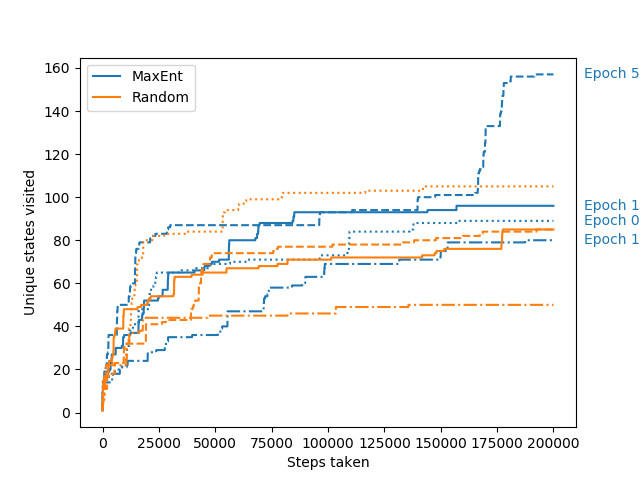 MaxEnt
Random
Unique states visited
160
140
120
100
80
60
40
20
0
0 25000 50000 75000 100000 125000 150000 175000 200000
Steps taken
Epoch 5
Epoch 1
Epoch 0
Epoch 1